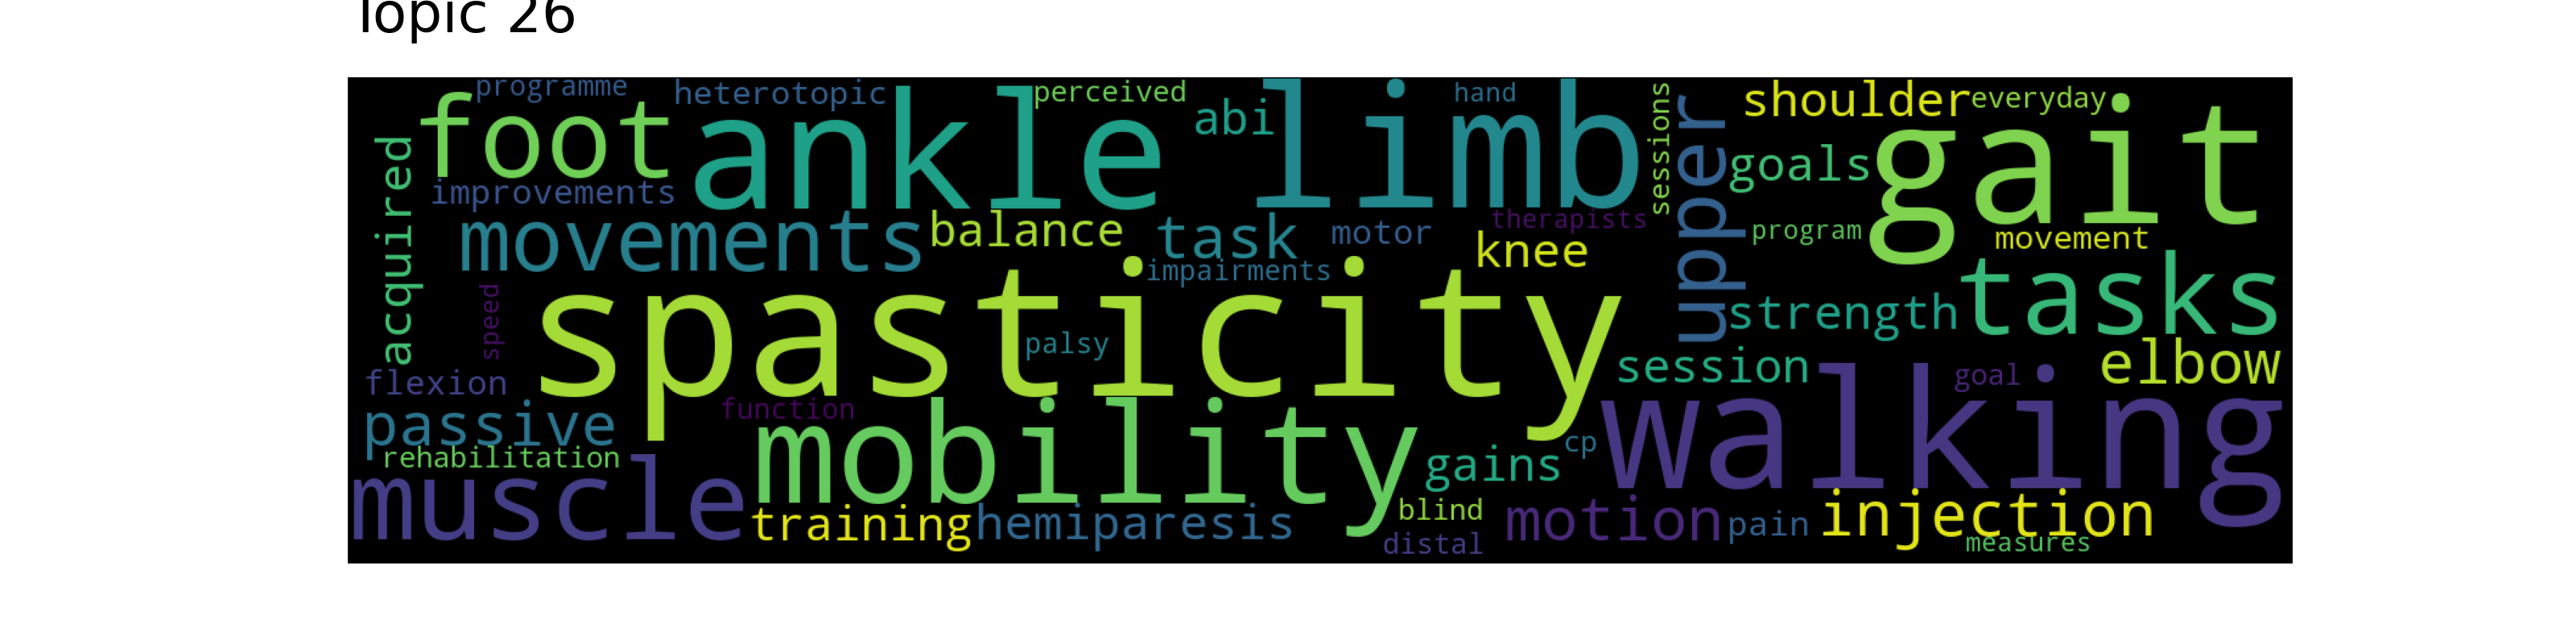 Topic 26
programme heterotopic perceived hand shoulder everyday
foot ankle abi limb sessions upper goals gait
acquired improvements
movements balance task motor therapists knee program movement
impairments
speed spasticity palsy strength tasks
flexion session goal elbow
passive function mobility cp walking
rehabilitation gains
muscle training hemiparesis blind motion pain injection
distal measures